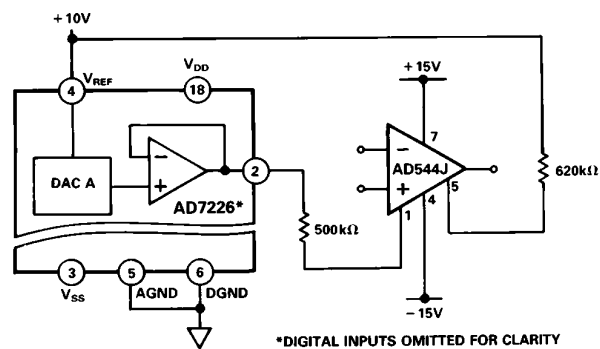 +10V
4
VREF
VDD
18
DAC A
−
+
2
AD7226*
3
VSS
5
AGND
6
DGND
500kΩ
+15V
7
−
AD544J
+
5
1
4
620kΩ
−15V
*DIGITAL INPUTS OMITTED FOR CLARITY